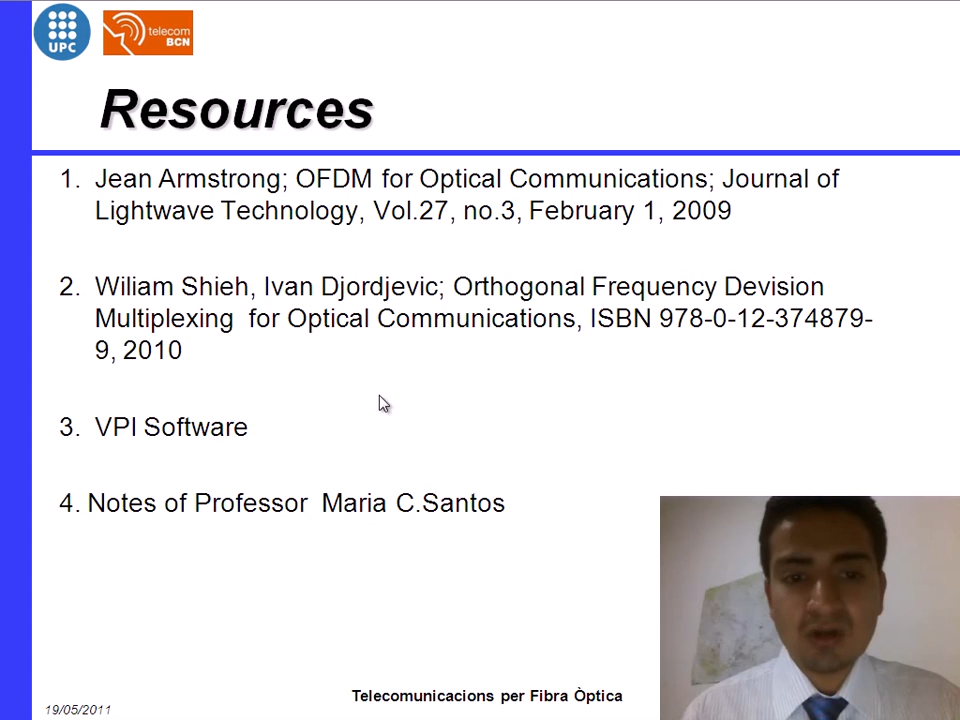 UPC
telecom
BCN
Resources
1. Jean Armstrong; OFDM for Optical Communications; Journal of
Lightwave Technology, Vol.27, no.3, February 1, 2009
2. Wiliam Shieh, Ivan Djordjevic; Orthogonal Frequency Devision
Multiplexing for Optical Communications, ISBN 978-0-12-374879-
9, 2010
3. VPI Software
4. Notes of Professor Maria C.Santos
Telecomunicacions per Fibra Òptica
19/05/2011